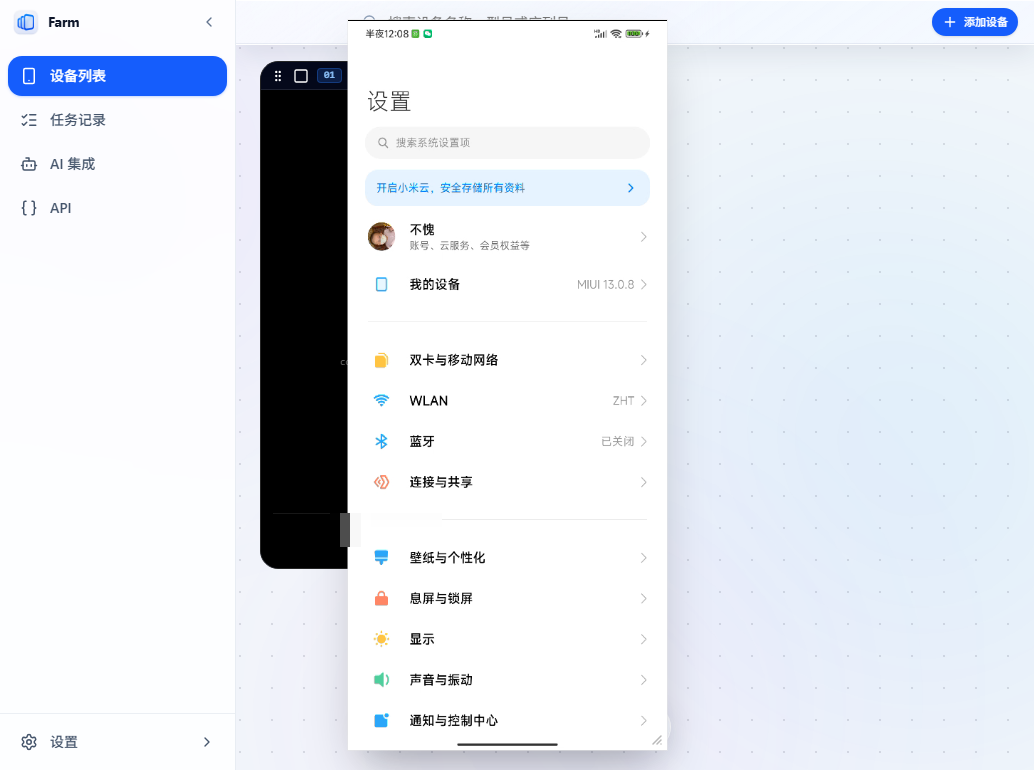 Farm
设备列表
任务记录
AI 集成
API
设置
添加设备
01
半夜12:08
100
设置
搜索系统设置项
开启小米云，安全存储所有资料
不愧
账号、云服务、会员权益等
我的设备
MIUI 13.0.8
双卡与移动网络
WLAN
ZHT
蓝牙
已关闭
连接与共享
壁纸与个性化
息屏与锁屏
显示
声音与振动
通知与控制中心